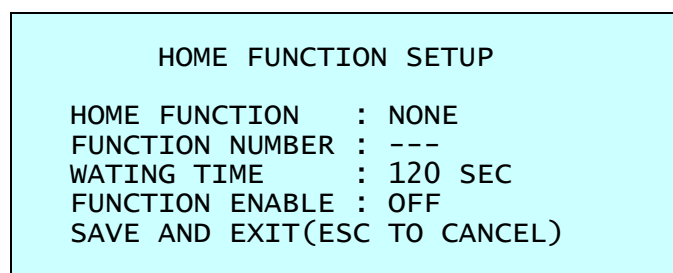 HOME FUNCTION SETUP
HOME FUNCTION : NONE
FUNCTION NUMBER : ---
WATING TIME : 120 SEC
FUNCTION ENABLE : OFF
SAVE AND EXIT(ESC TO CANCEL)